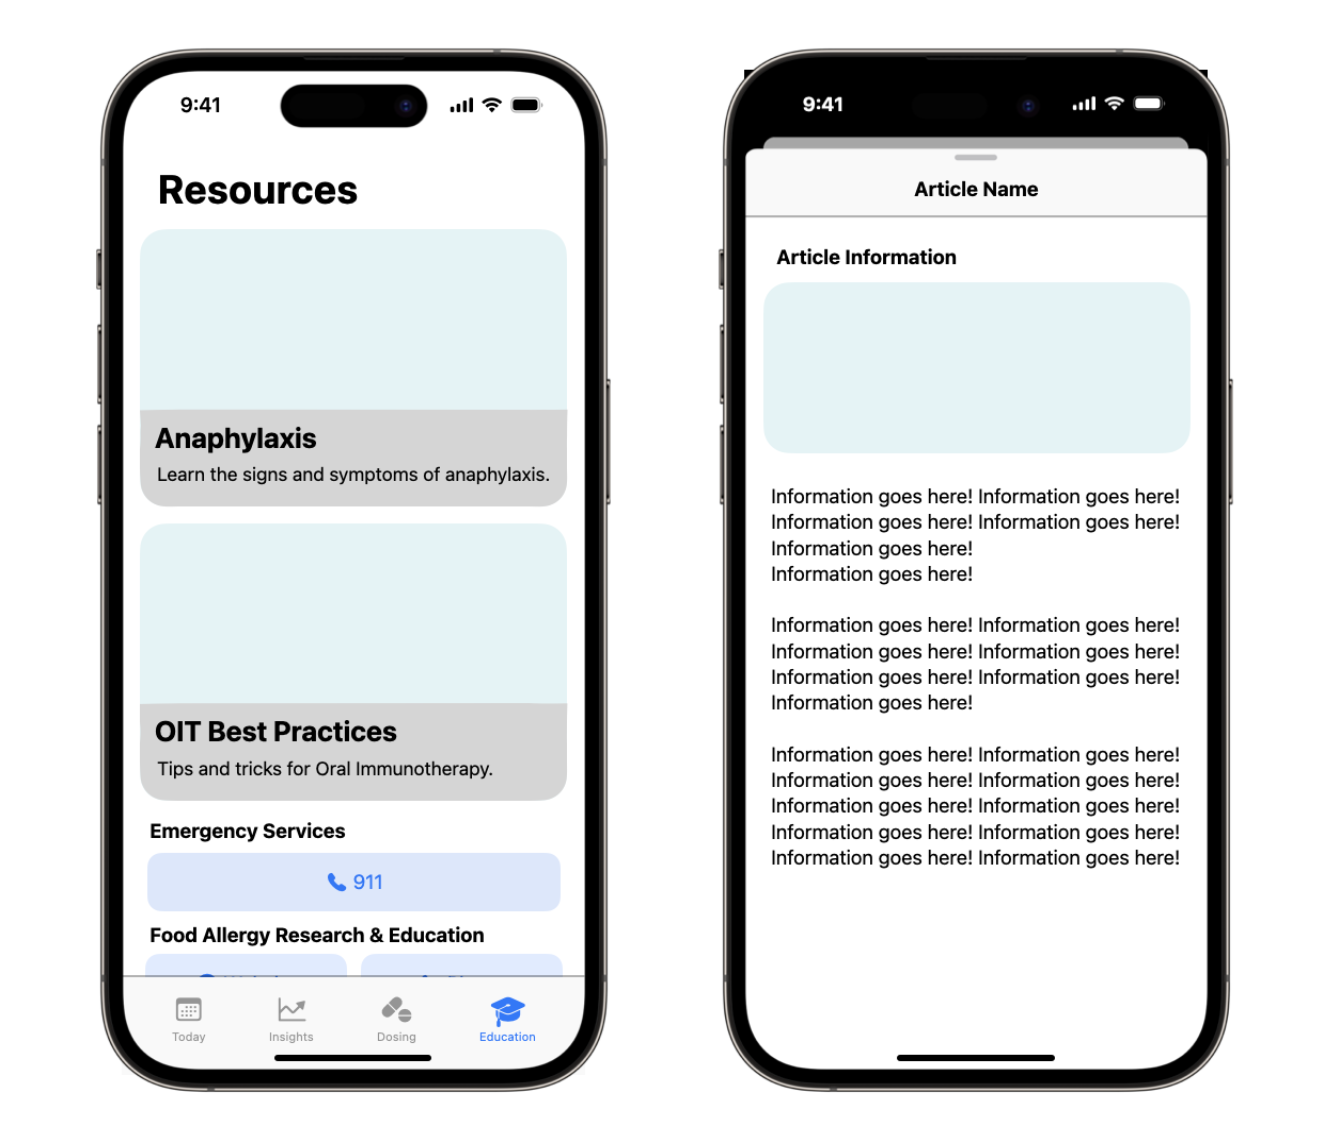 9:41
Resources
Anaphylaxis
Learn the signs and symptoms of anaphylaxis.
OIT Best Practices
Tips and tricks for Oral Immunotherapy.
Emergency Services
911
Food Allergy Research & Education
Today
Insights
Dosing
Education
9:41
Article Name
Article Information
Information goes here! Information goes here!
Information goes here! Information goes here!
Information goes here!
Information goes here!
Information goes here! Information goes here!
Information goes here! Information goes here!
Information goes here! Information goes here!
Information goes here!
Information goes here! Information goes here!
Information goes here! Information goes here!
Information goes here! Information goes here!
Information goes here! Information goes here!
Information goes here! Information goes here!